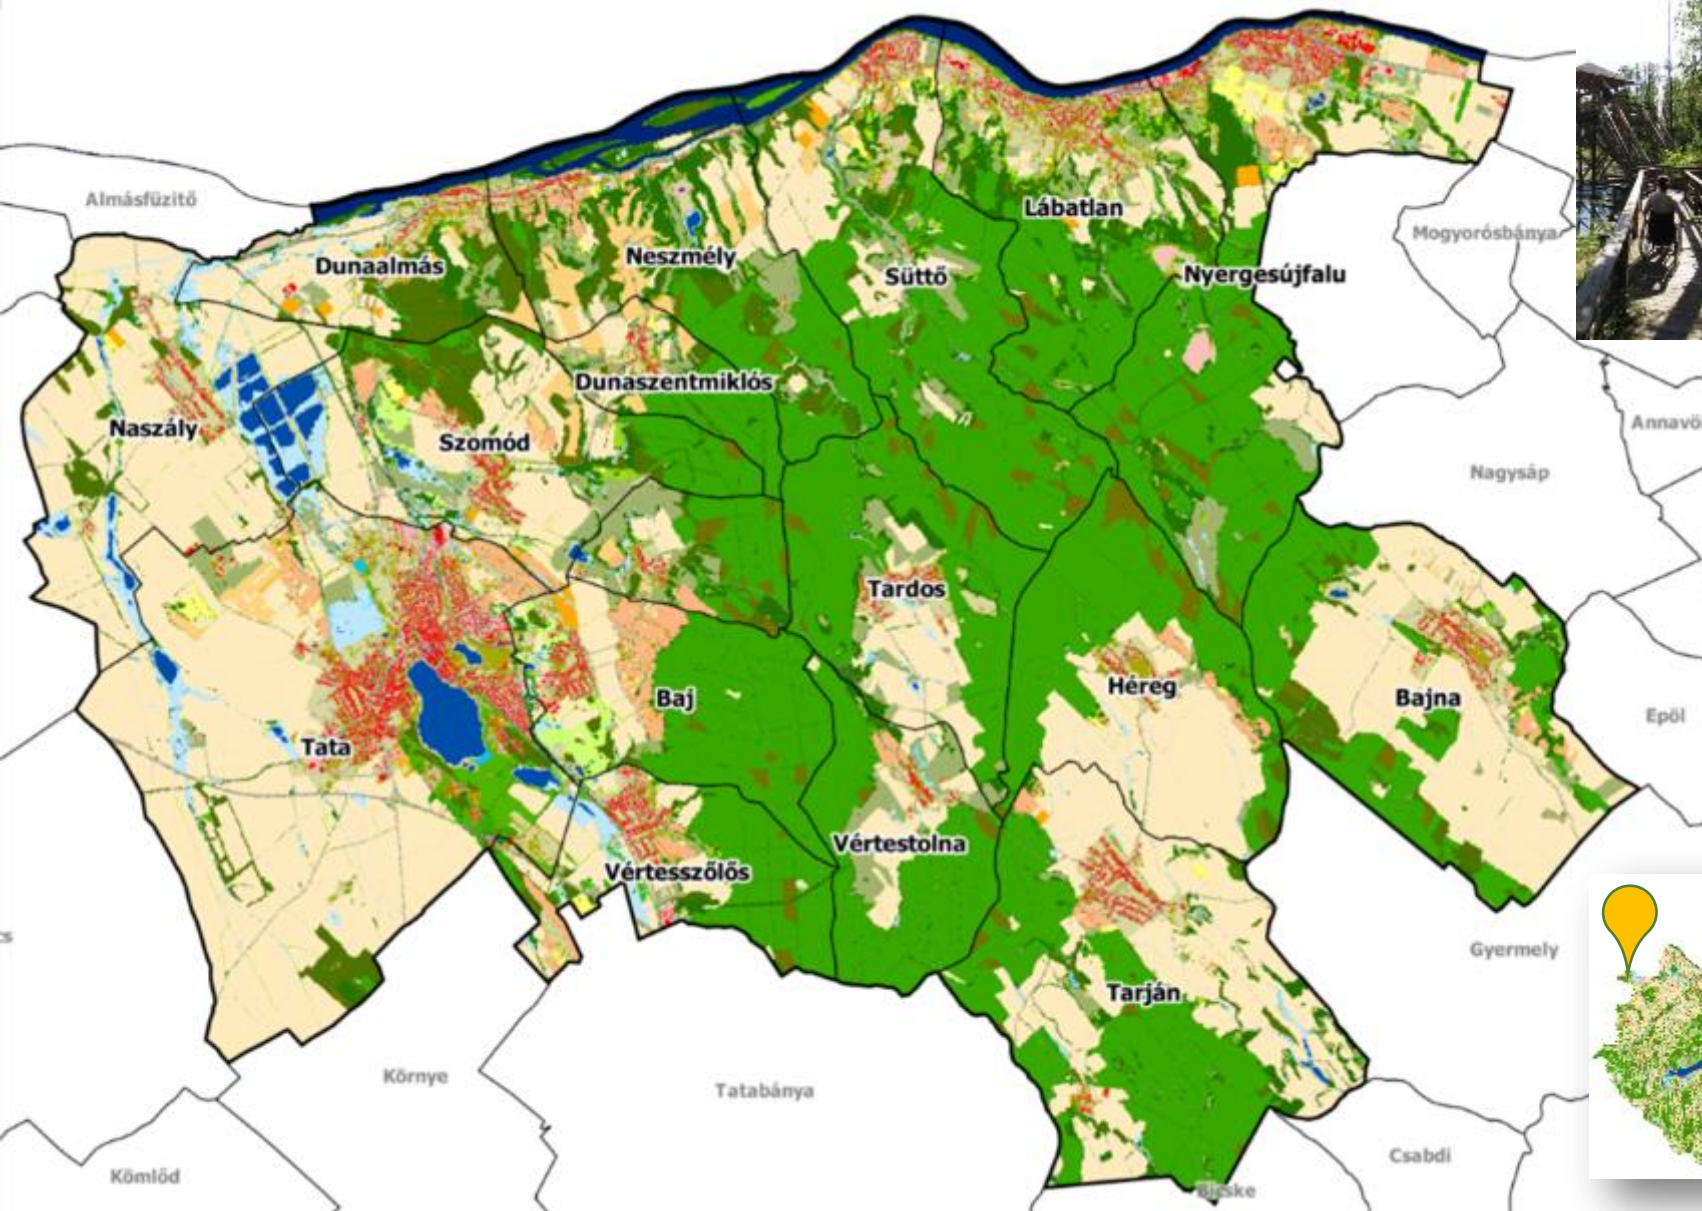 Almásfüzitő
Mogyorósbánya
Lábatlan
Dunaalmás
Neszmély
Süttő
Nyergesújfalu
Dunaszentmiklós
Naszály
Szomód
Nagysáp
Tardos
Baj
Héreg
Bajna
Epöl
Tata
Vértestolna
Vértesszőlős
Gyermely
Tarján
Környe
Tatabánya
Csabdi
Kömlőd
Bicske